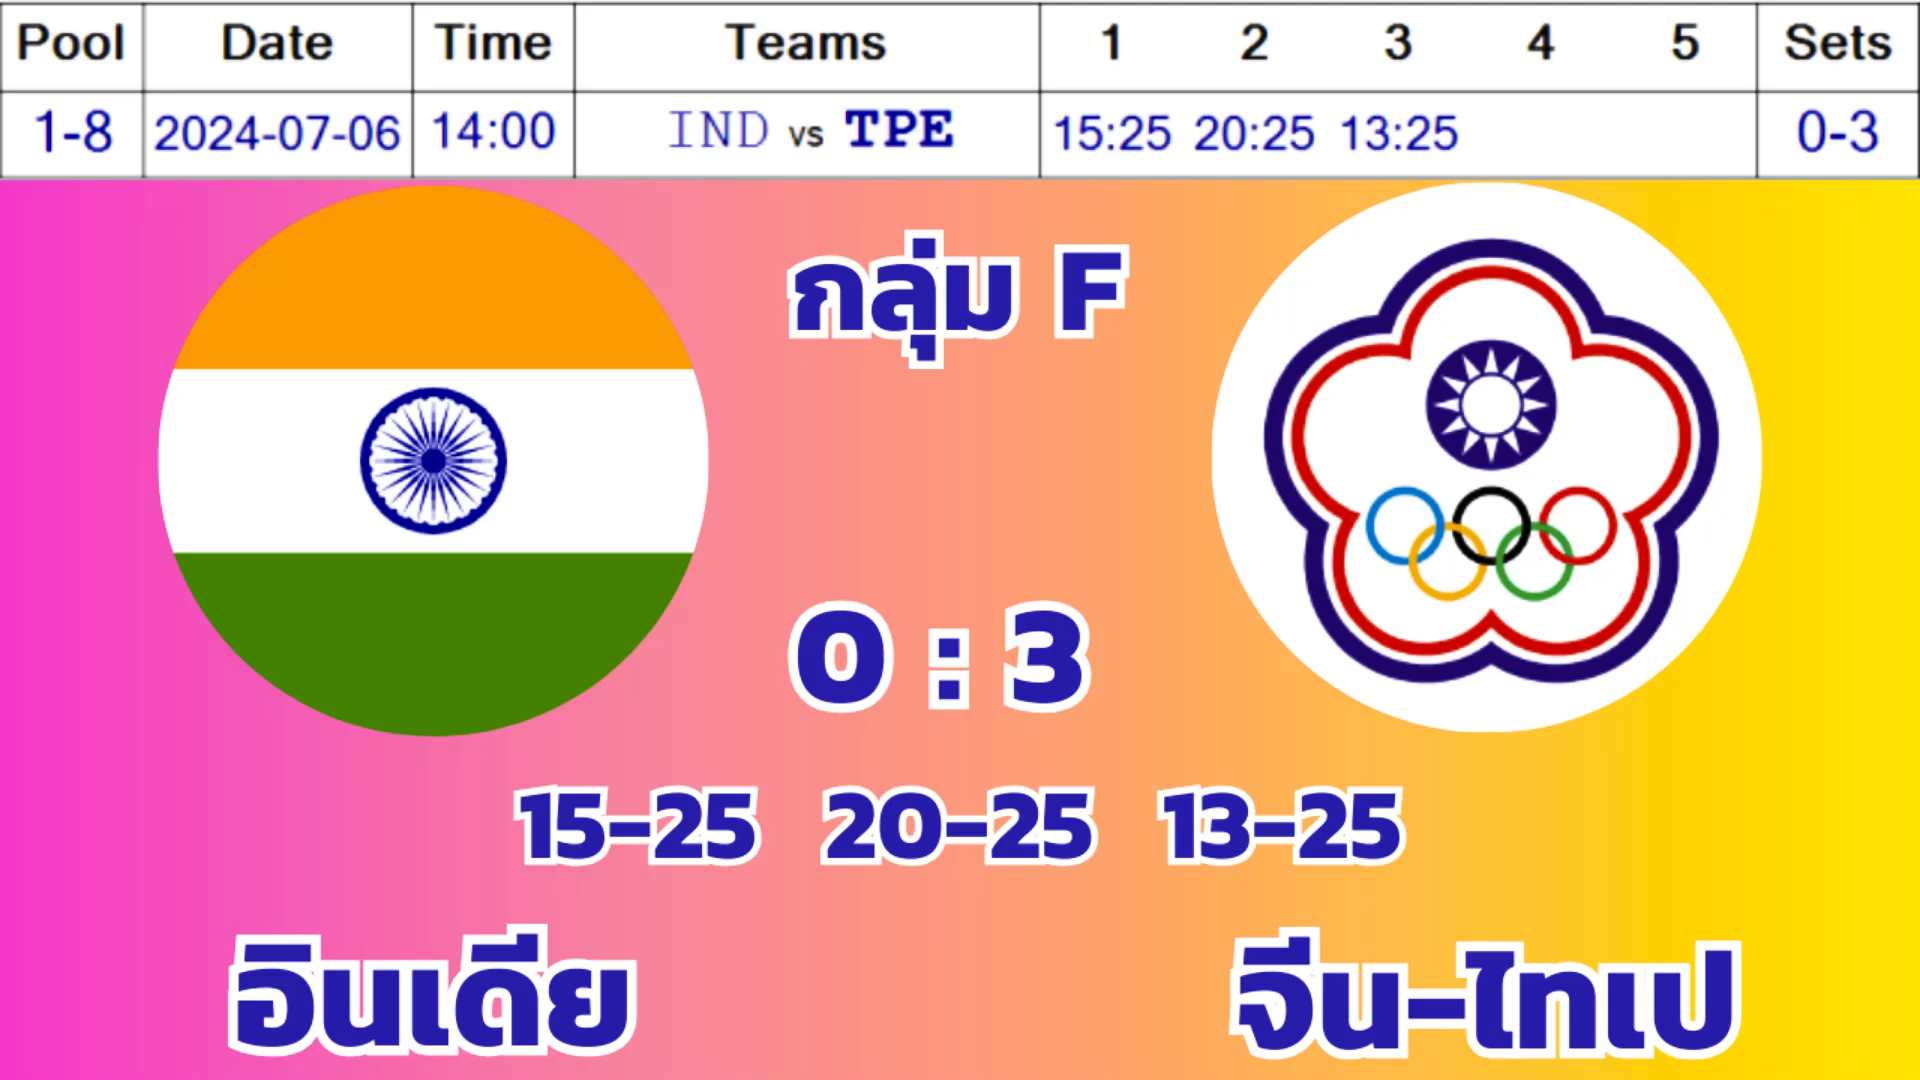 Pool Date Time Teams 1 2 3 4 5 Sets
1-8 2024-07-06 14:00 IND vs TPE 15:25 20:25 13:25 0-3
กลุ่ม F
0 : 3
15-25 20-25 13-25
อินเดีย จีน-ไทเป